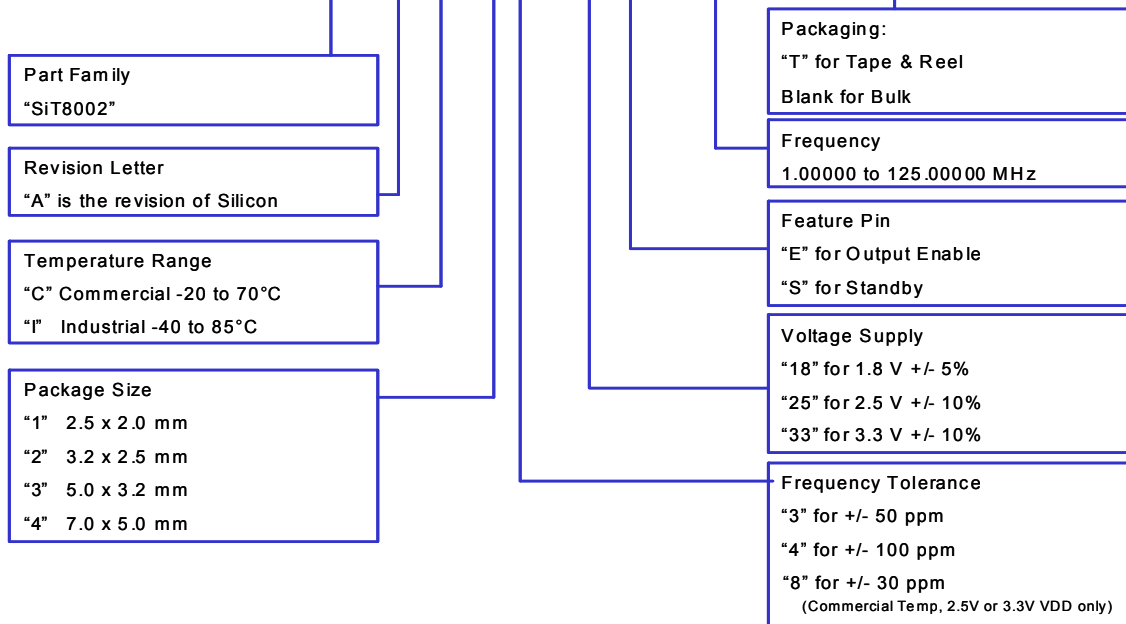 Part Family
“SiT8002”
Revision Letter
“A” is the revision of Silicon
Temperature Range
“C” Commercial -20 to 70°C
“I” Industrial -40 to 85°C
Package Size
“1” 2.5 x 2.0 mm
“2” 3.2 x 2.5 mm
“3” 5.0 x 3.2 mm
“4” 7.0 x 5.0 mm
Packaging:
“T” for Tape & Reel
Blank for Bulk
Frequency
1.00000 to 125.00000 MHz
Feature Pin
“E” for Output Enable
“S” for Standby
Voltage Supply
“18” for 1.8 V +/- 5%
“25” for 2.5 V +/- 10%
“33” for 3.3 V +/- 10%
Frequency Tolerance
“3” for +/- 50 ppm
“4” for +/- 100 ppm
“8” for +/- 30 ppm
(Commercial Temp, 2.5V or 3.3V VDD only)